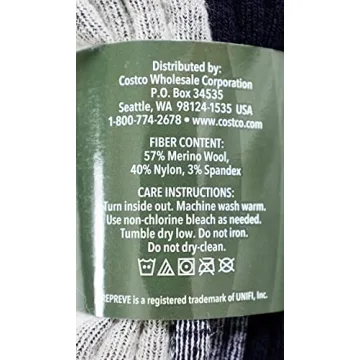 Distributed by:
Costco Wholesale Corporation
P.O. Box 34535
Seattle, WA 98124-1535 USA
1-800-774-2678 • www.costco.com
FIBER CONTENT:
57% Merino Wool,
40% Nylon, 3% Spandex
CARE INSTRUCTIONS:
Turn inside out. Machine wash warm.
Use non-chlorine bleach as needed.
Tumble dry low. Do not iron.
Do not dry-clean.
REPREVE is a registered trademark of UNIFI, Inc.